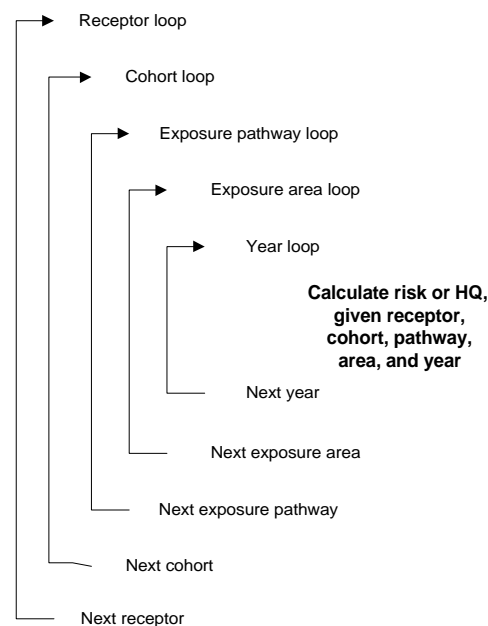 Receptor loop
Cohort loop
Exposure pathway loop
Exposure area loop
Year loop
Calculate risk or HQ,
given receptor,
cohort, pathway,
area, and year
Next year
Next exposure area
Next exposure pathway
Next cohort
Next receptor